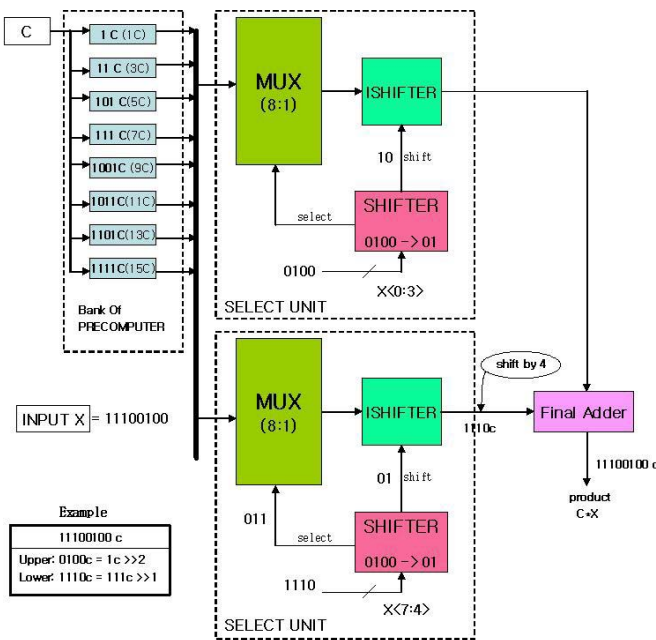 C
1 C (1C)
11 C (3C)
101 C(5C)
111 C(7C)
1001C (9C)
1011C(11C)
1101C(13C)
1111C(15C)
Bank Of
PRECOMPUTER
MUX
(8:1)
ISHIFTER
10 shift
select
SHIFTER
0100 -> 01
0100
X<0:3>
SELECT UNIT
INPUT X = 11100100
MUX
(8:1)
ISHIFTER
shift by 4
1110c
Final Adder
11100100 c
product
C*X
01 shift
011
select
SHIFTER
0100 -> 01
1110
X<7:4>
SELECT UNIT
Example
11100100 c
Upper: 0100c = 1c >>2
Lower: 1110c = 111c >>1